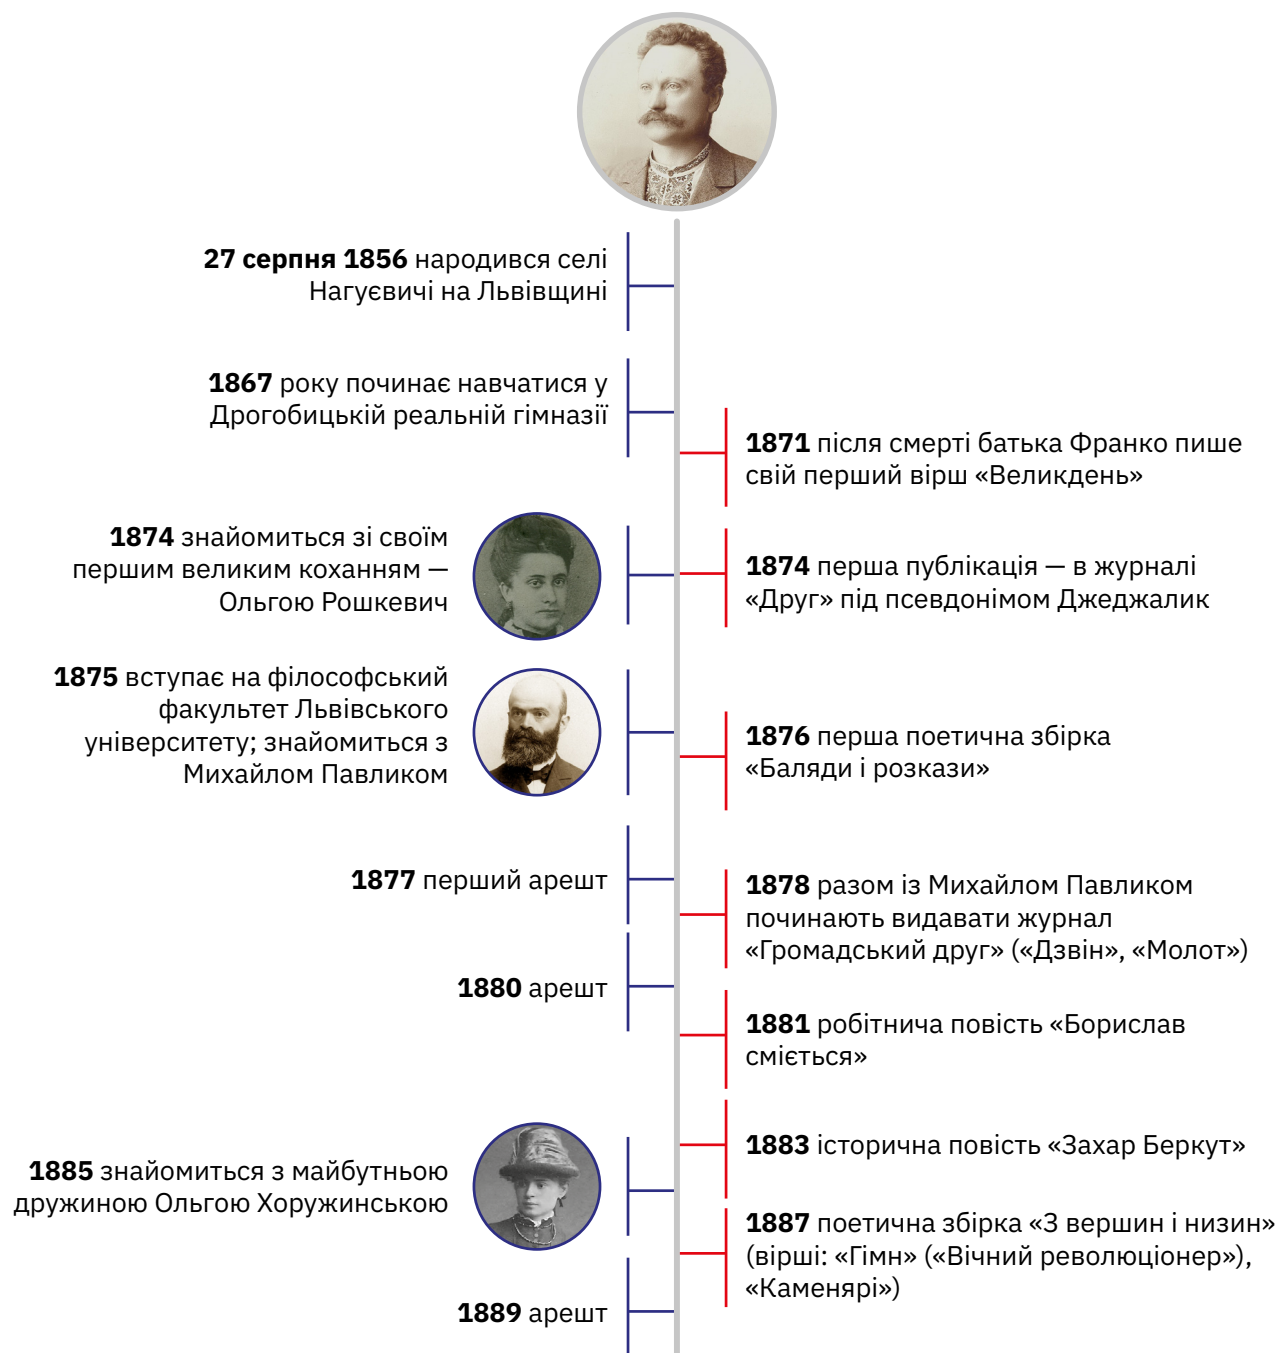 27 серпня 1856 народився селі
Нагуєвичі на Львівщині
1867 року починає навчатися у
Дрогобицькій реальній гімназії
1871 після смерті батька Франко пише
свій перший вірш «Великдень»
1874 знайомиться зі своїм
першим великим коханням —
Ольгою Рошкевич
1874 перша публікація — в журналі
«Друг» під псевдонімом Джеджалик
1875 вступає на філософський
факультет Львівського
університету; знайомиться з
Михайлом Павликом
1876 перша поетична збірка
«Баляди і розкази»
1877 перший арешт
1878 разом із Михайлом Павликом
починають видавати журнал
«Громадський друг» («Дзвін», «Молот»)
1880 арешт
1881 робітнича повість «Борислав
сміється»
1883 історична повість «Захар Беркут»
1885 знайомиться з майбутньою
дружиною Ольгою Хоружинською
1887 поетична збірка «З вершин і низин»
(вірші: «Гімн» («Вічний революціонер»),
«Каменярі»)
1889 арешт